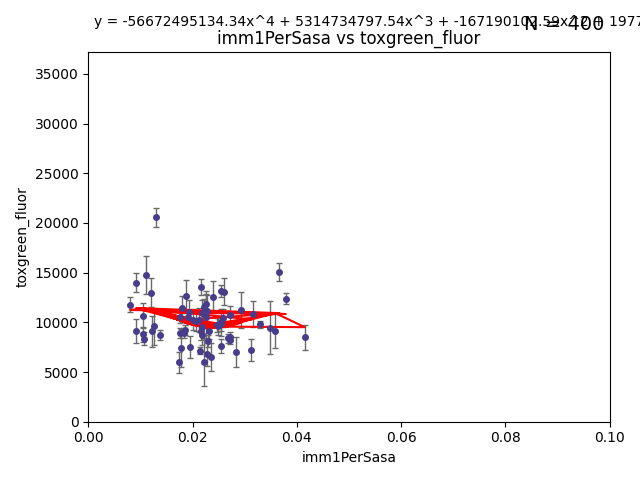 y = -56672495134.34x^4 + 5314734797.54x^3 + -167190102.59x^2 + 1977
N = 400
imm1PerSasa vs toxgreen_fluor
35000
30000
25000
20000
15000
10000
5000
0
toxgreen_fluor
0.00 0.02 0.04 0.06 0.08 0.10
imm1PerSasa